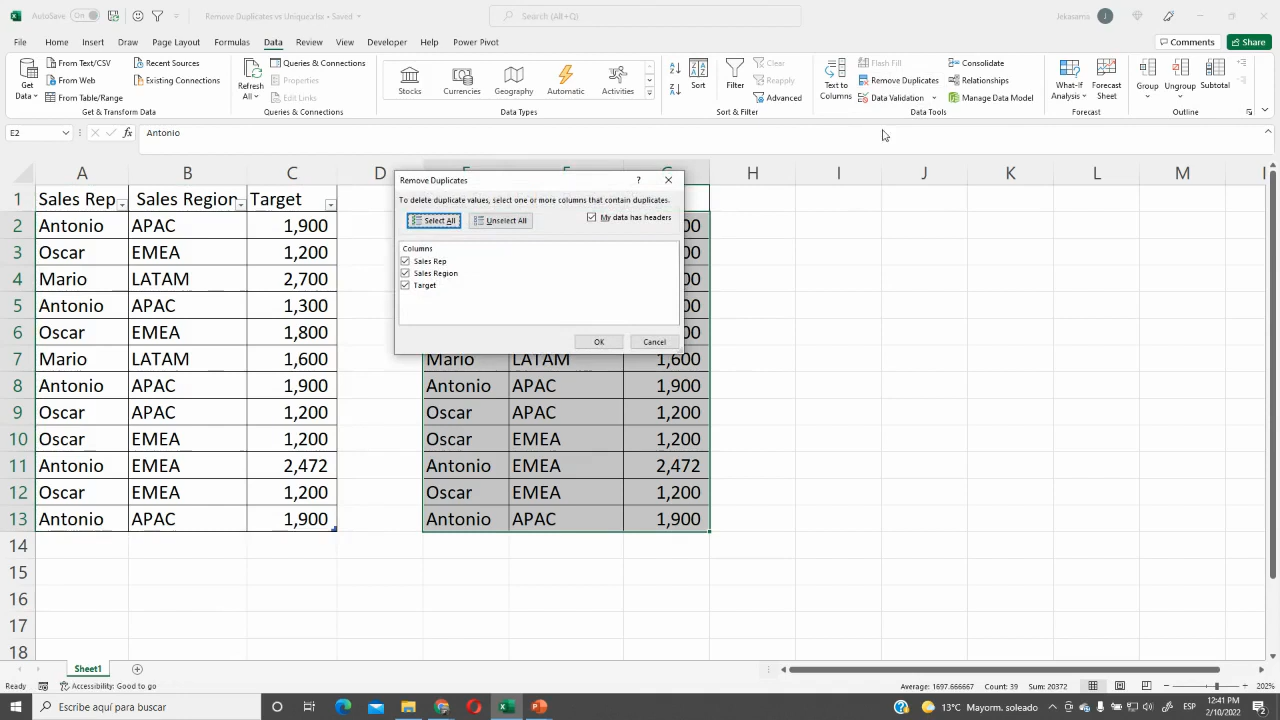 AutoSave On Remove Duplicates vs Unique.xlsx - Saved Search (Alt+Q) Jekasama J
File Home Insert Draw Page Layout Formulas Data Review View Developer Help Power Pivot Comments Share
Get Data
From Text/CSV
From Web
From Table/Range
Recent Sources
Existing Connections
Get & Transform Data
Refresh All
Queries & Connections
Properties
Edit Links
Queries & Connections
Stocks Currencies Geography Automatic Activities
Data Types
Sort
Filter
Clear
Reapply
Advanced
Sort & Filter
Text to Columns
Flash Fill
Remove Duplicates
Data Validation
Consolidate
Relationships
Manage Data Model
Data Tools
What-If Analysis
Forecast Sheet
Forecast
Group Ungroup Subtotal
Outline
E2 fx Antonio
A B C D E F G H I J K L M
1 Sales Rep Sales Region Target
2 Antonio APAC 1,900 00
3 Oscar EMEA 1,200 00
4 Mario LATAM 2,700 00
5 Antonio APAC 1,300 00
6 Oscar EMEA 1,800 00
7 Mario LATAM 1,600 Mario LATAM 1,600
8 Antonio APAC 1,900 Antonio APAC 1,900
9 Oscar APAC 1,200 Oscar APAC 1,200
10 Oscar EMEA 1,200 Oscar EMEA 1,200
11 Antonio EMEA 2,472 Antonio EMEA 2,472
12 Oscar EMEA 1,200 Oscar EMEA 1,200
13 Antonio APAC 1,900 Antonio APAC 1,900
14
15
16
17
18
Remove Duplicates ?
To delete duplicate values, select one or more columns that contain duplicates.
Select All Unselect All My data has headers
Columns
Sales Rep
Sales Region
Target
OK Cancel
Sheet1
Ready Accessibility: Good to go Average: 1697.666667 Count: 39 Sum: 20372 202%
Escribe aquí para buscar 13°C Mayorm. soleado ESP 12:41 PM
2/10/2022